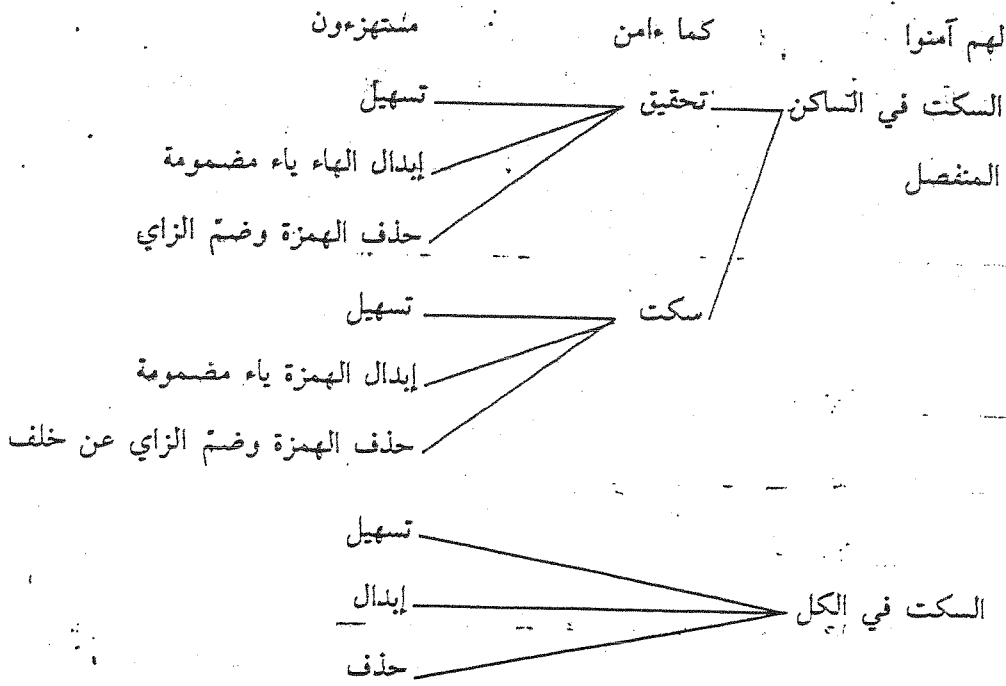 لهم آمنوا كما ءامن مستهزءون
السكت في الساكن تحقيق تسهيل
المنفصل إبدال الهاء ياء مضمومة
حذف الهمزة وضمّ الزاي
سكت تسهيل
إبدال الهمزة ياء مضمومة
حذف الهمزة وضمّ الزاي عن خلف
تسهيل
السكت في الكل إبدال
حذف